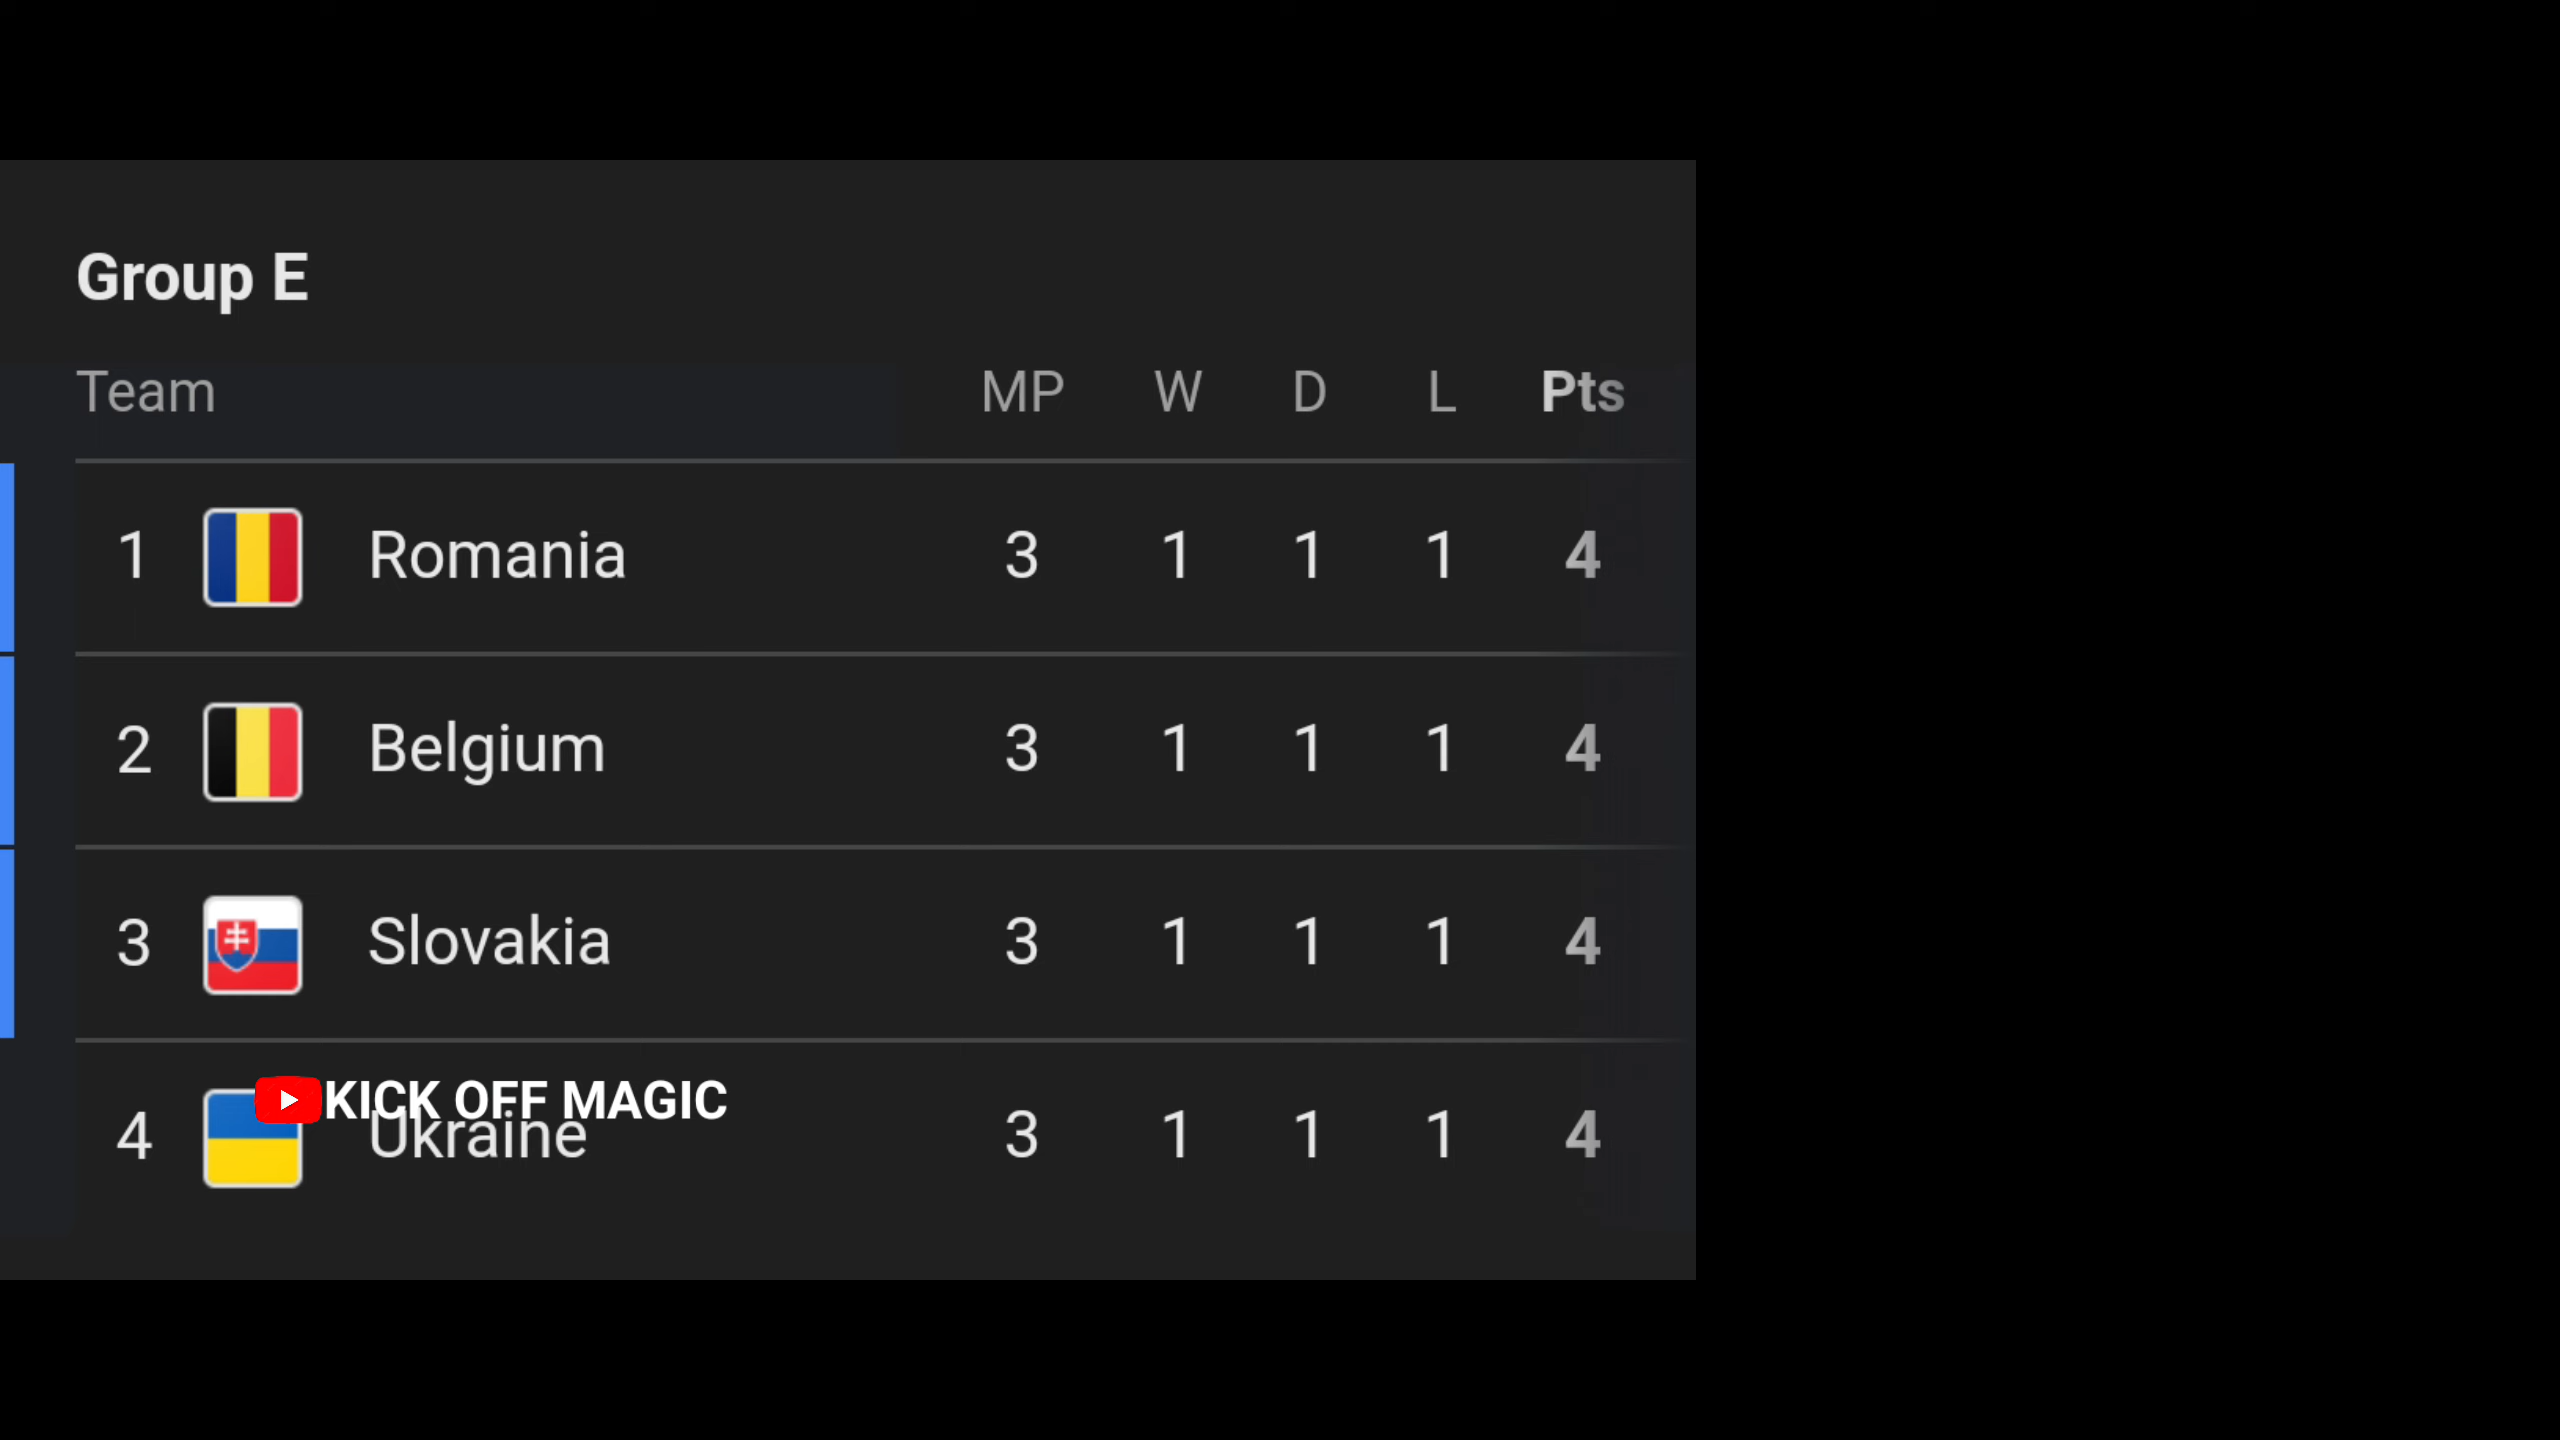 Group E
Team MP W D L Pts
1 Romania 3 1 1 1 4
2 Belgium 3 1 1 1 4
3 Slovakia 3 1 1 1 4
KICK OFF MAGIC
4 Ukraine 3 1 1 1 4